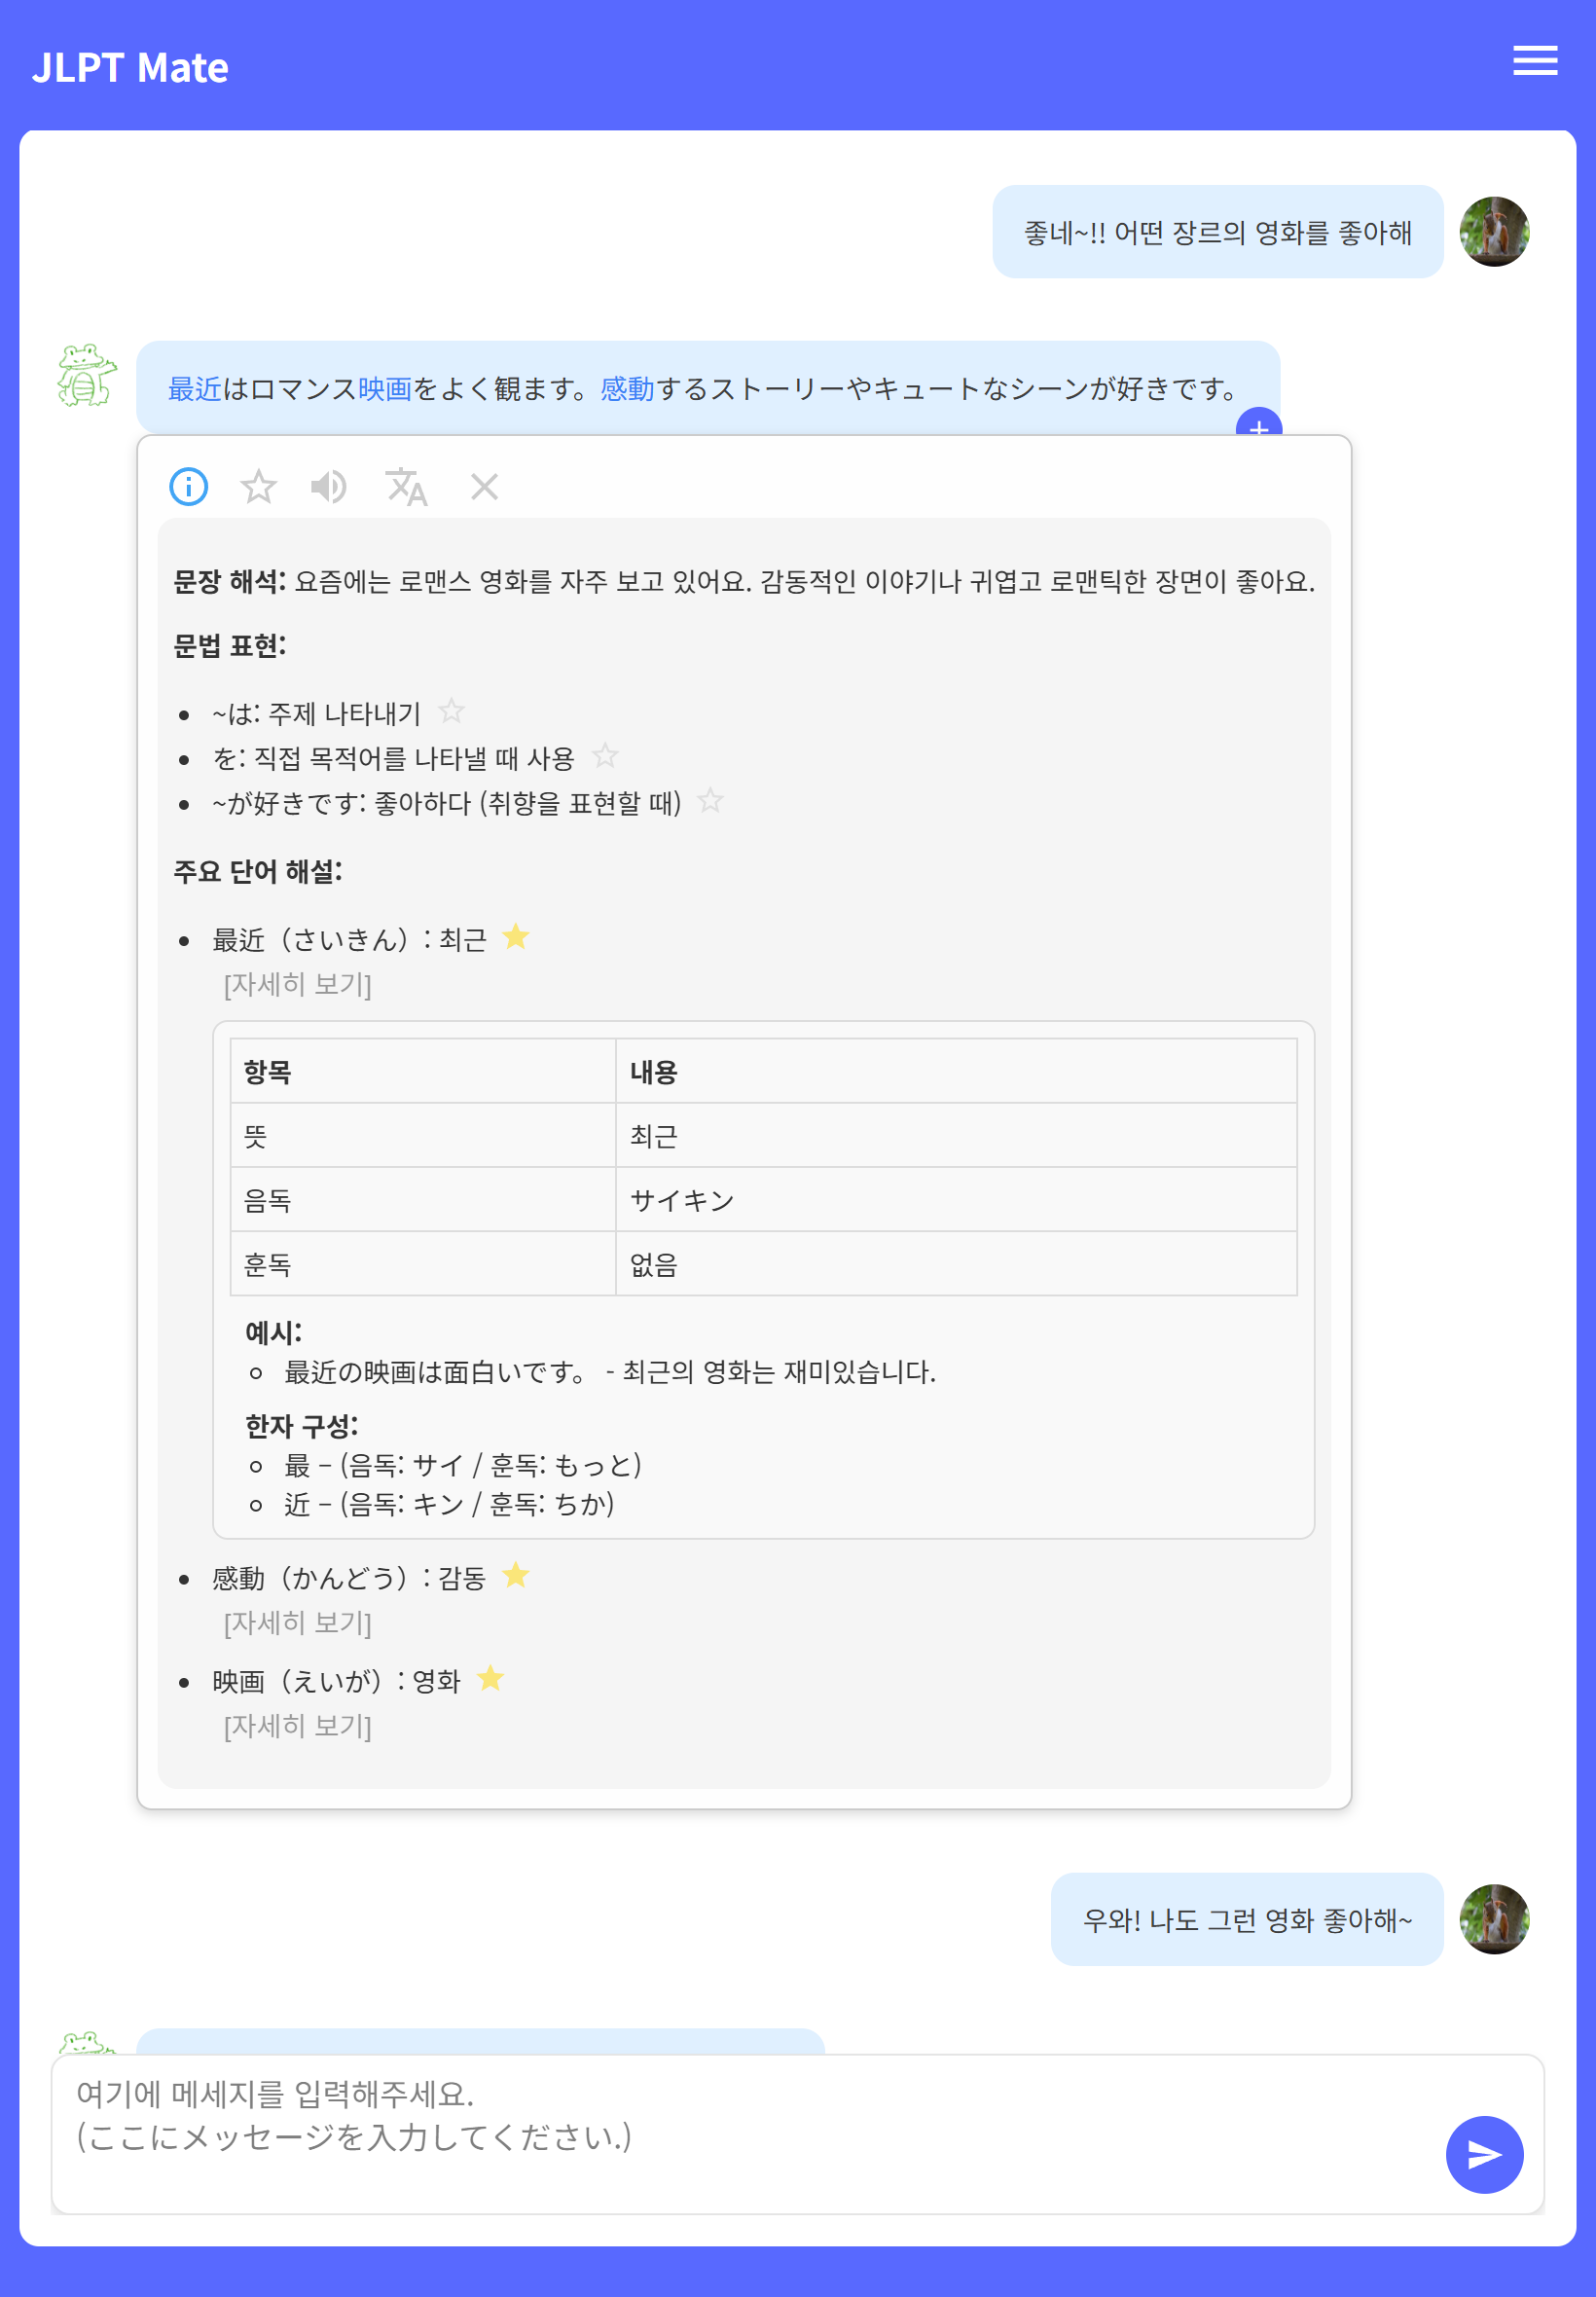 JLPT Mate
좋네~!! 어떤 장르의 영화를 좋아해
最近はロマンス映画をよく観ます。感動するストーリーやキュートなシーンが好きです。
문장 해석: 요즘에는 로맨스 영화를 자주 보고 있어요. 감동적인 이야기나 귀엽고 로맨틱한 장면이 좋아요.
문법 표현:
~は: 주제 나타내기
を: 직접 목적어를 나타낼 때 사용
~が好きです: 좋아하다 (취향을 표현할 때)
주요 단어 해설:
最近（さいきん）: 최근
[자세히 보기]
항목 내용
뜻 최근
음독 サイキン
훈독 없음
예시:
最近の映画は面白いです。 - 최근의 영화는 재미있습니다.
한자 구성:
最 – (음독: サイ / 훈독: もっと)
近 – (음독: キン / 훈독: ちか)
感動（かんどう）: 감동
[자세히 보기]
映画（えいが）: 영화
[자세히 보기]
우와! 나도 그런 영화 좋아해~
여기에 메세지를 입력해주세요.
(ここにメッセージを入力してください.)